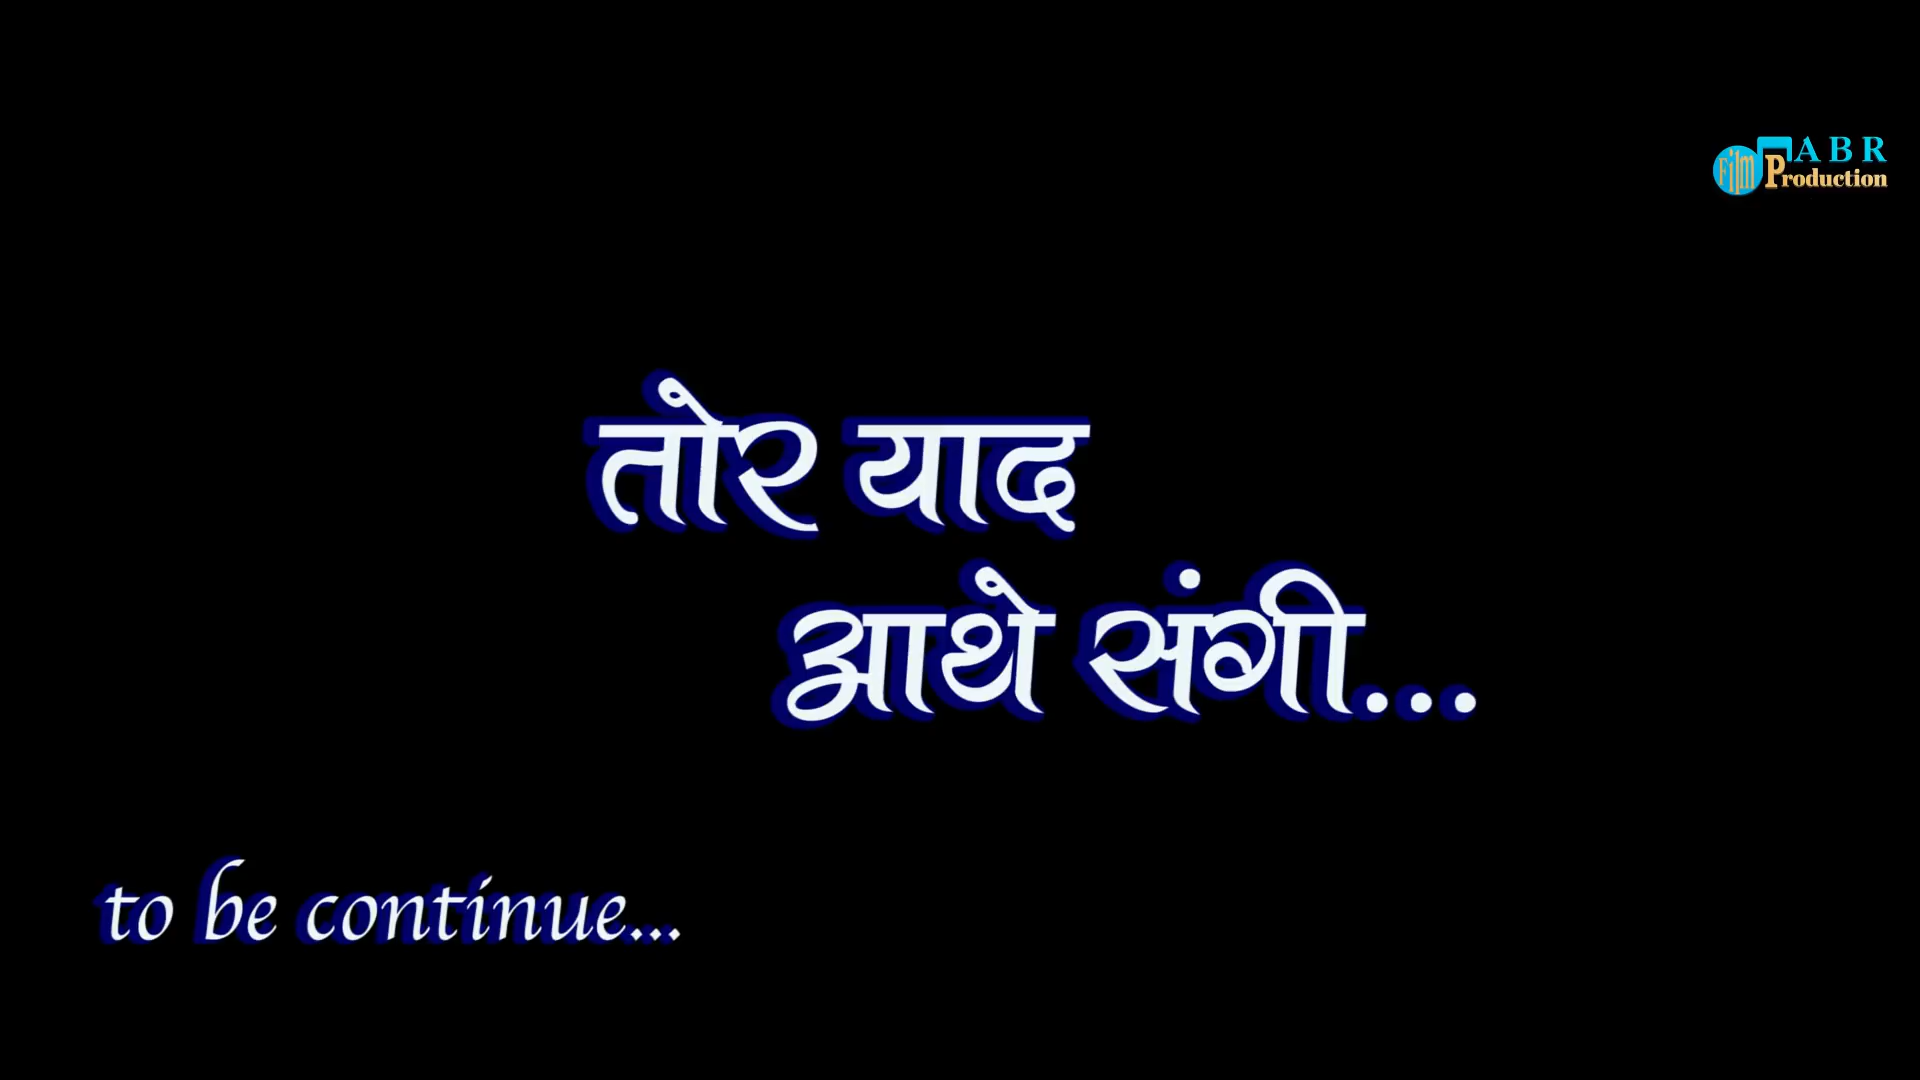 ABR
Film Production
तोर याद
आथे संगी...
to be continue...